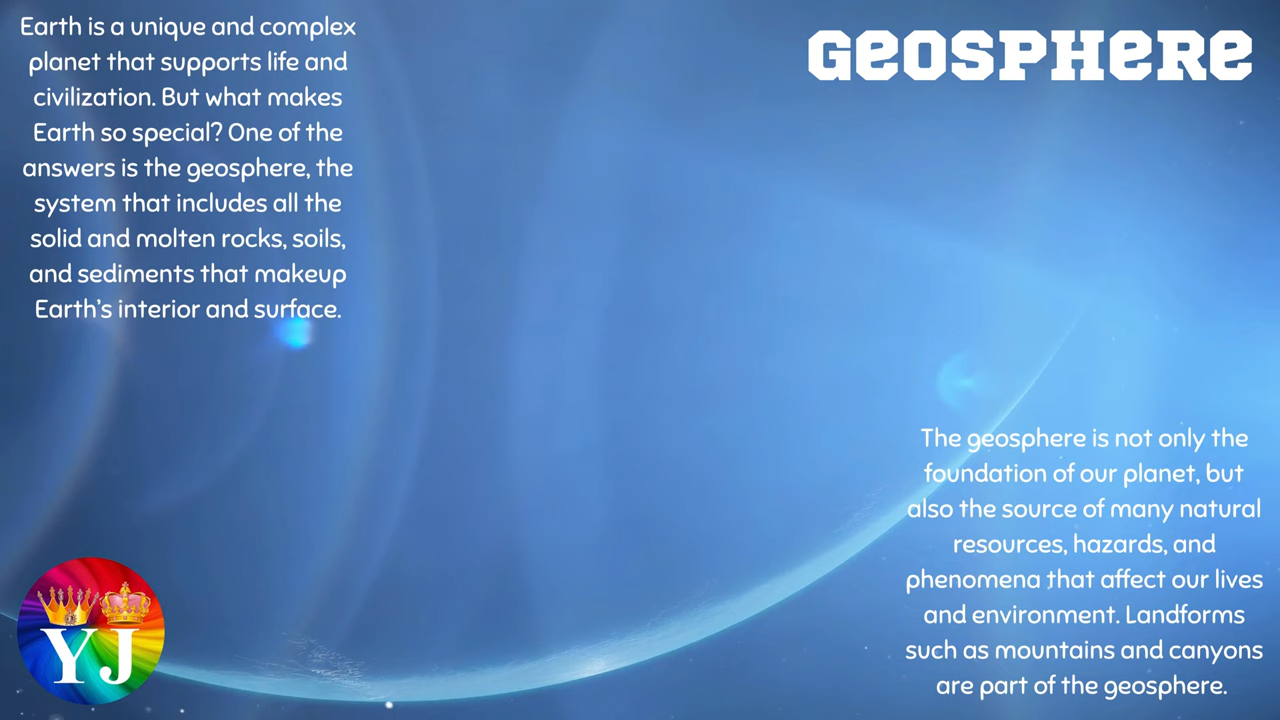 Earth is a unique and complex
planet that supports life and
civilization. But what makes
Earth so special? One of the
answers is the geosphere, the
system that includes all the
solid and molten rocks, soils,
and sediments that makeup
Earth's interior and surface.
GEOSPHERE
The geosphere is not only the
foundation of our planet, but
also the source of many natural
resources, hazards, and
phenomena that affect our lives
and environment. Landforms
such as mountains and canyons
are part of the geosphere.
YJ